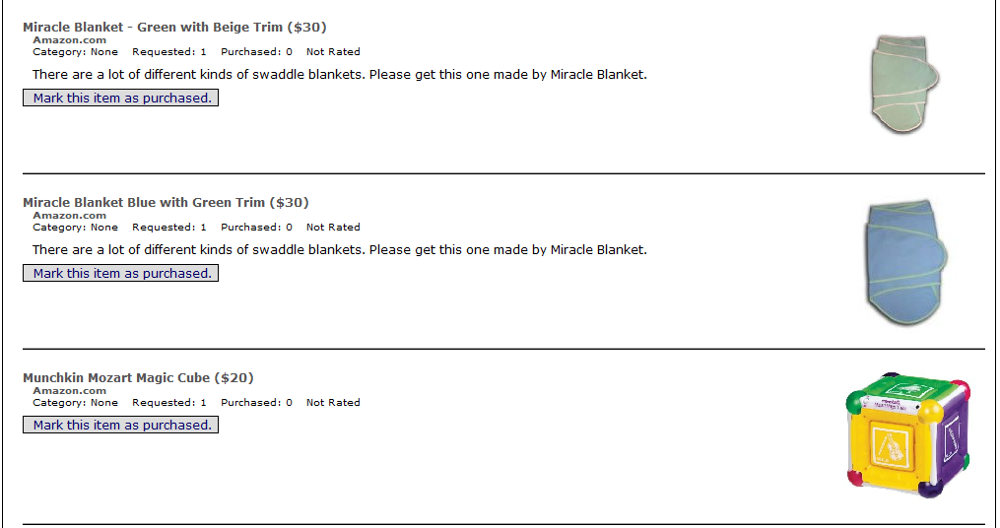 Miracle Blanket - Green with Beige Trim ($30)
Amazon.com
Category: None Requested: 1 Purchased: 0 Not Rated
There are a lot of different kinds of swaddle blankets. Please get this one made by Miracle Blanket.
Mark this item as purchased.
Miracle Blanket Blue with Green Trim ($30)
Amazon.com
Category: None Requested: 1 Purchased: 0 Not Rated
There are a lot of different kinds of swaddle blankets. Please get this one made by Miracle Blanket.
Mark this item as purchased.
Munchkin Mozart Magic Cube ($20)
Amazon.com
Category: None Requested: 1 Purchased: 0 Not Rated
Mark this item as purchased.